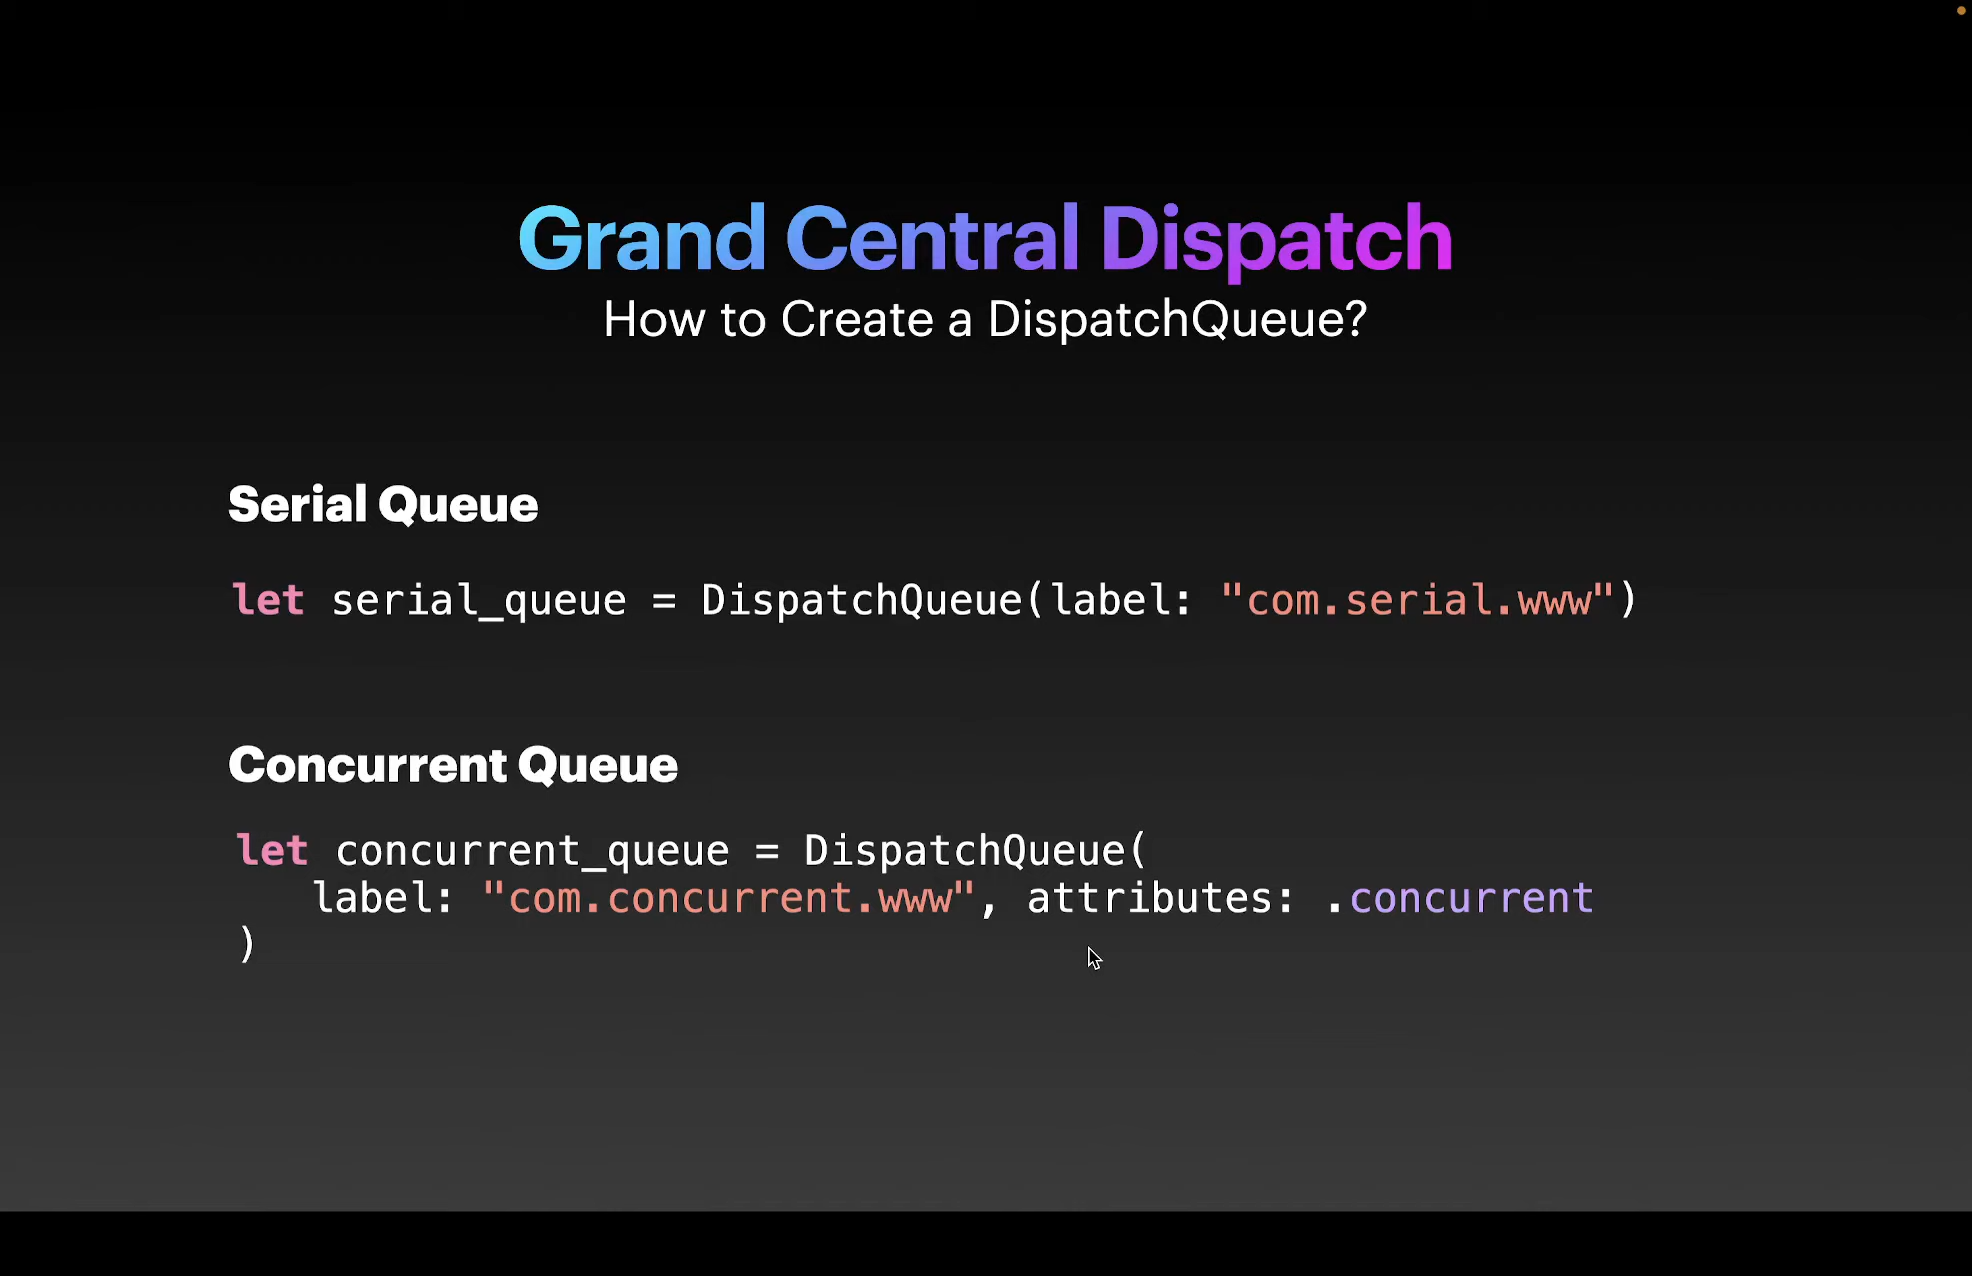 Grand Central Dispatch
How to Create a DispatchQueue?
Serial Queue
let serial_queue = DispatchQueue(label: "com.serial.www")
Concurrent Queue
let concurrent_queue = DispatchQueue(
label: "com.concurrent.www", attributes: .concurrent
)